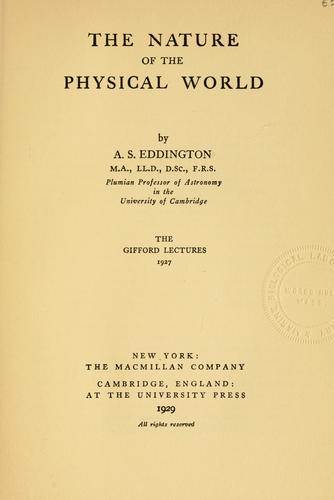 THE NATURE
OF THE
PHYSICAL WORLD
by
A. S. EDDINGTON
M.A., LL.D., D.SC., F.R.S.
Plumian Professor of Astronomy
in the
University of Cambridge
THE
GIFFORD LECTURES
1927
NEW YORK:
THE MACMILLAN COMPANY
CAMBRIDGE, ENGLAND:
AT THE UNIVERSITY PRESS
1929
All rights reserved